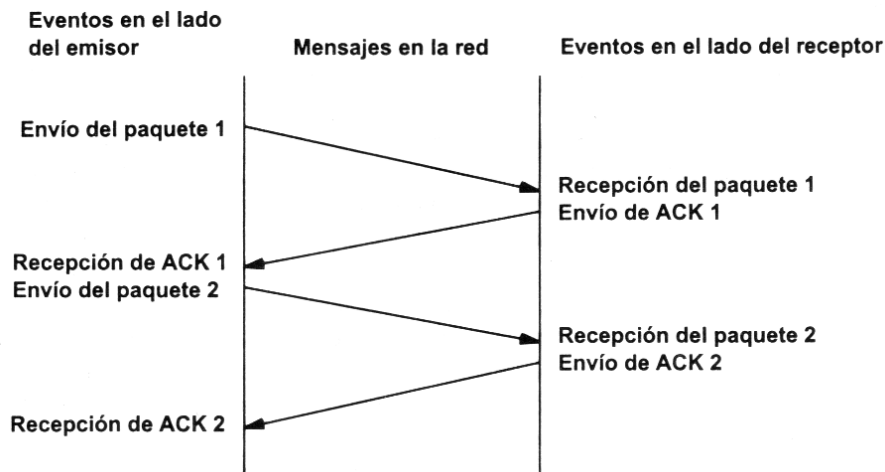 Eventos en el lado
del emisor
Mensajes en la red
Eventos en el lado del receptor
Envío del paquete 1
Recepción del paquete 1
Envío de ACK 1
Recepción de ACK 1
Envío del paquete 2
Recepción del paquete 2
Envío de ACK 2
Recepción de ACK 2